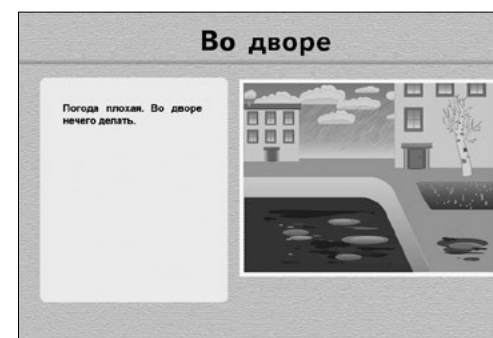 Во дворе
Погода плохая. Во дворе
нечего делать.